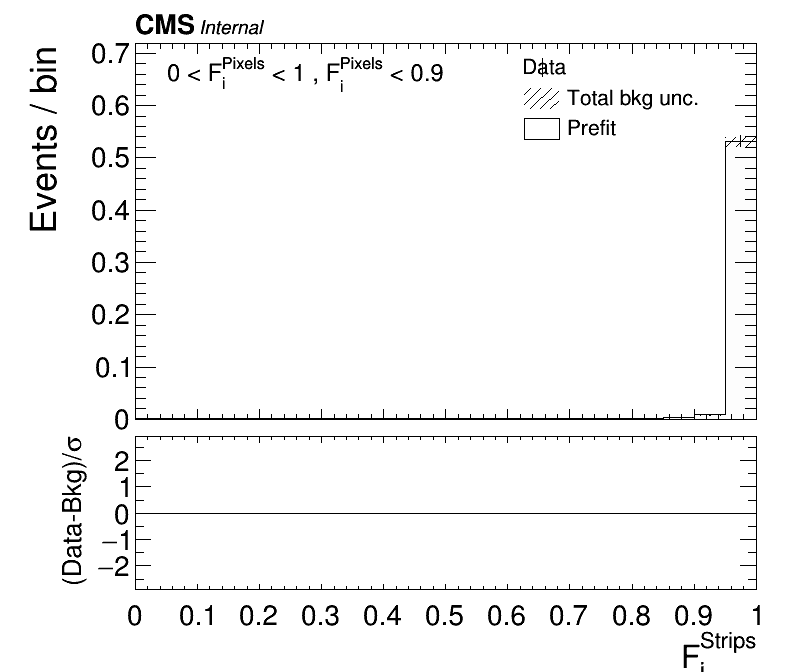 CMS Internal
0 < F_i^Pixels < 1 , F_i^Pixels < 0.9
Data
Total bkg unc.
Prefit
Events / bin
0.7
0.6
0.5
0.4
0.3
0.2
0.1
0
(Data-Bkg)/σ
2
1
0
−1
−2
0 0.1 0.2 0.3 0.4 0.5 0.6 0.7 0.8 0.9 1
F_i^Strips